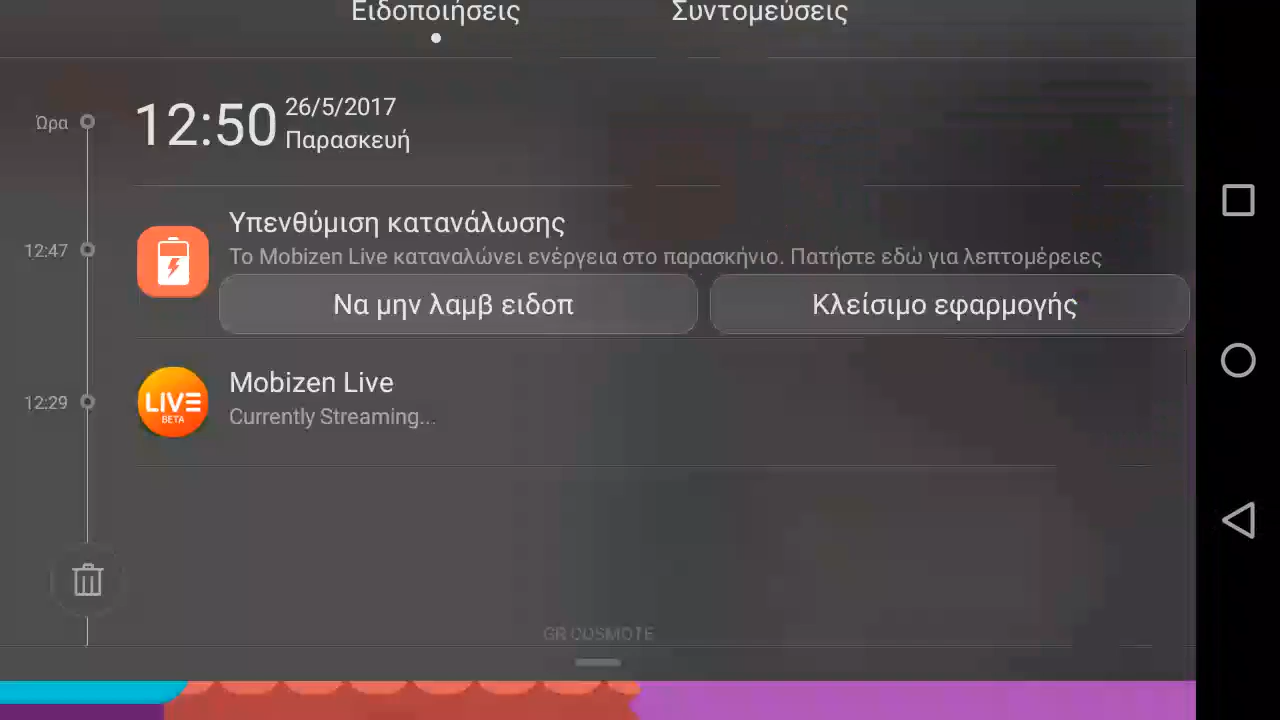 Ειδοποιήσεις Συντομεύσεις
Ώρα 12:50 26/5/2017
Παρασκευή
12:47 Υπενθύμιση κατανάλωσης
Το Mobizen Live καταναλώνει ενέργεια στο παρασκήνιο. Πατήστε εδώ για λεπτομέρειες
Να μην λαμβ ειδοπ Κλείσιμο εφαρμογής
12:29 LIVE BETA Mobizen Live
Currently Streaming...
GR COSMOTE